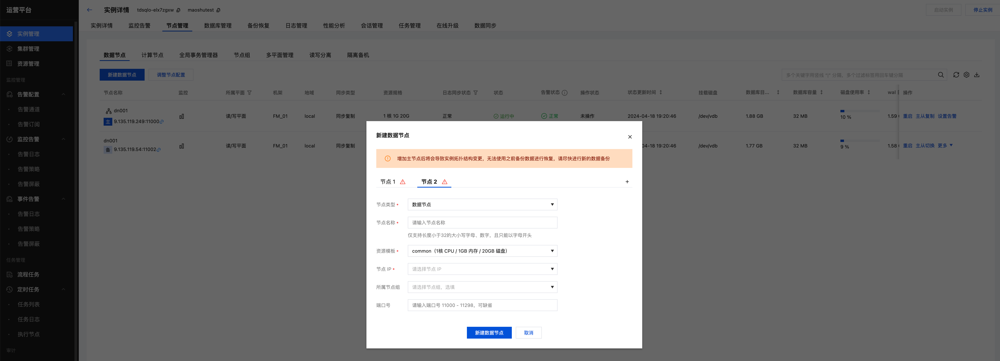 运营平台
实例管理
集群管理
资源管理
监控管理
告警配置
告警通道
告警订阅
监控告警
告警日志
告警策略
告警屏蔽
事件告警
告警日志
告警策略
告警屏蔽
任务管理
流程任务
定时任务
任务列表
任务日志
执行节点
审计
实例详情 tdsqlo-elx7zgxw maoshutest
启动实例 停止实例
实例详情 监控告警 节点管理 数据库管理 备份恢复 日志管理 性能分析 会话管理 任务管理 在线升级 数据同步
数据节点 计算节点 全局事务管理器 节点组 多平面管理 读写分离 隔离备机
新建数据节点 调整节点配置 多个关键字用竖线 "|" 分隔，多个过滤标签用回车键分隔
节点名称 监控 所属平面 机架 地域 同步类型 资源规格 日志同步状态 状态 告警状态 操作状态 状态更新时间 挂载磁盘 数据库目... 数据库容量 磁盘使用率 wal 操作
dn001
主 9.135.119.249:11000 读/写平面 FM_01 local 同步复制 1 核 1G 20G 正常 运行中 正常 未操作 2024-04-18 19:20:46 /dev/vdb 1.88 GB 32 MB 10 % 1.59 重启 主从复制 设置告警
dn001
备 9.135.119.54:11002 读/写平面 FM_01 local 同步复制 04-18 19:20:46 /dev/vdb 1.77 GB 32 MB 9 % 1.58 重启 主从切换 更多
新建数据节点
增加主节点后将会导致实例拓扑结构变更，无法使用之前备份数据进行恢复，请尽快进行新的数据备份
节点 1 节点 2 +
节点类型 * 数据节点
节点名称 * 请输入节点名称
仅支持长度小于32的大小写字母、数字，且只能以字母开头
资源模板 * common（1核 CPU / 1GB 内存 / 20GB 磁盘）
节点 IP * 请选择节点 IP
所属节点组 请选择节点组，选填
端口号 请输入端口号 11000 - 11298，可缺省
新建数据节点 取消